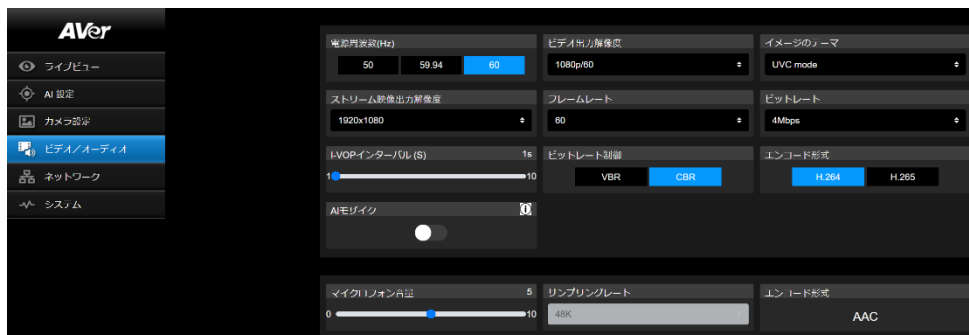 AVer
ライブビュー
AI 設定
カメラ設定
ビデオ／オーディオ
ネットワーク
システム
電源周波数(Hz)
50 59.94 60
ビデオ出力解像度
1080p/60
イメージのテーマ
UVC mode
ストリーム映像出力解像度
1920x1080
フレームレート
60
ビットレート
4Mbps
I-VOPインターバル (S) 1s
1 10
ビットレート制御
VBR CBR
エンコード形式
H.264 H.265
AIモザイク
マイクロフォン音量 5
0 10
サンプリングレート
48K
エンコード形式
AAC